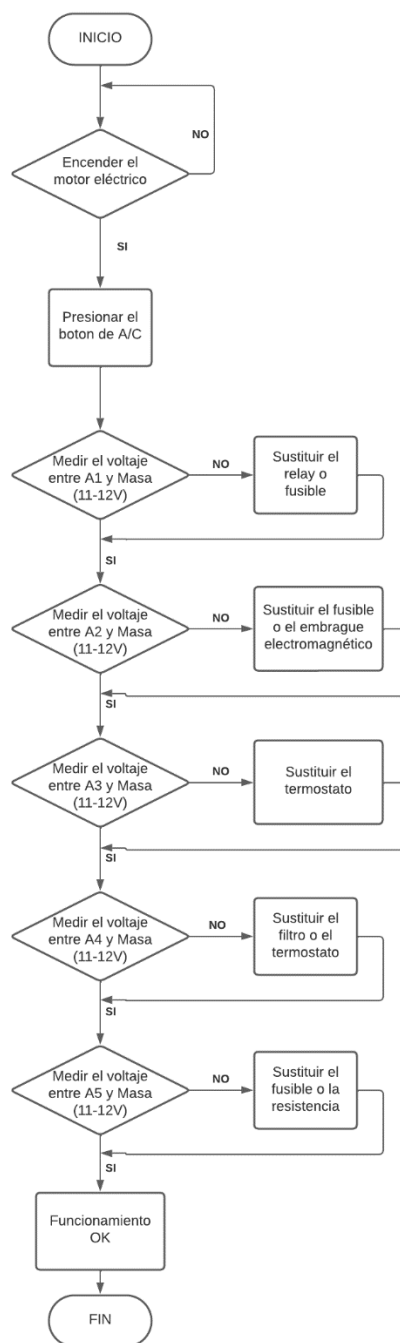 INICIO
NO
Encender el
motor eléctrico
SI
Presionar el
boton de A/C
Medir el voltaje
entre A1 y Masa
(11-12V)
NO
Sustituir el
relay o
fusible
SI
Medir el voltaje
entre A2 y Masa
(11-12V)
NO
Sustituir el fusible
o el embrague
electromagnético
SI
Medir el voltaje
entre A3 y Masa
(11-12V)
NO
Sustituir el
termostato
SI
Medir el voltaje
entre A4 y Masa
(11-12V)
NO
Sustituir el
filtro o el
termostato
SI
Medir el voltaje
entre A5 y Masa
(11-12V)
NO
Sustituir el
fusible o la
resistencia
SI
Funcionamiento
OK
FIN